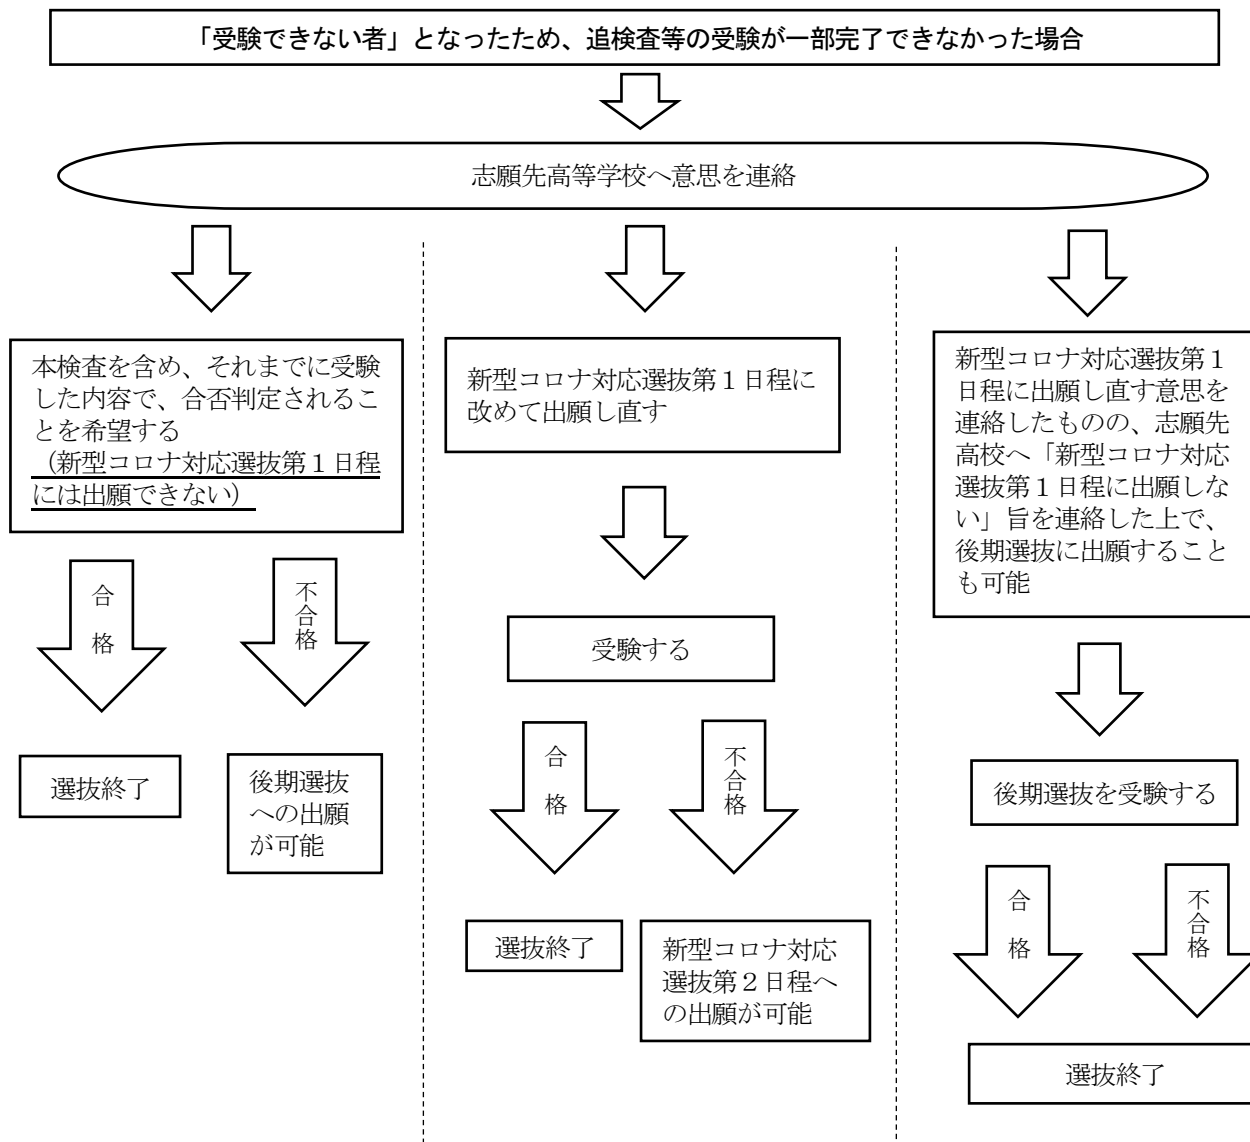 「受験できない者」となったため、追検査等の受験が一部完了できなかった場合
志願先高等学校へ意思を連絡
本検査を含め、それまでに受験
した内容で、合否判定されるこ
とを希望する
（新型コロナ対応選抜第１日程
には出願できない）
合格
不合格
選抜終了
後期選抜
への出願
が可能
新型コロナ対応選抜第１日程に
改めて出願し直す
受験する
合格
不合格
選抜終了
新型コロナ対応
選抜第２日程へ
の出願が可能
新型コロナ対応選抜第１
日程に出願し直す意思を
連絡したものの、志願先
高校へ「新型コロナ対応
選抜第１日程に出願しな
い」旨を連絡した上で、
後期選抜に出願すること
も可能
後期選抜を受験する
合格
不合格
選抜終了